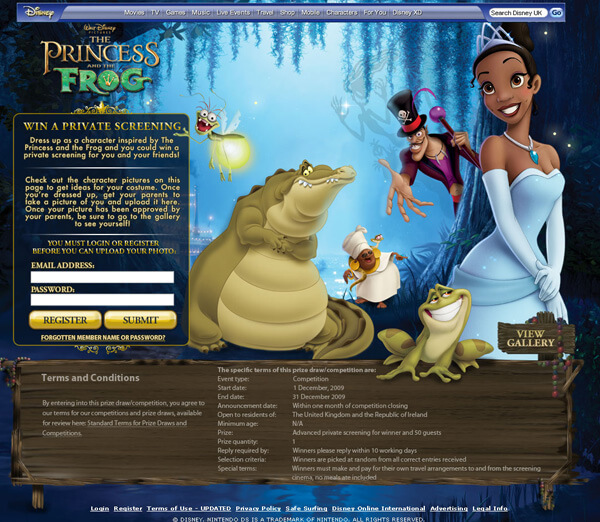 Disney
Movies TV Games Music Live Events Travel Shop Mobile Characters For You Disney XD
Search Disney UK Go
WALT DISNEY
PICTURES
THE
PRINCESS
AND THE
FROG
WIN A PRIVATE SCREENING
Dress up as a character inspired by The
Princess and the Frog and you could win a
private screening for you and your friends!
Check out the character pictures on this
page to get ideas for your costume. Once
you're dressed up, get your parents to
take a picture of you and upload it here.
Once your picture has been approved by
your parents, be sure to go to the gallery
to see yourself!
YOU MUST LOGIN OR REGISTER
BEFORE YOU CAN UPLOAD YOUR PHOTO:
EMAIL ADDRESS:
PASSWORD:
REGISTER SUBMIT
FORGOTTEN MEMBER NAME OR PASSWORD?
VIEW
GALLERY
Terms and Conditions
By entering into this prize draw/competition, you agree to
our terms for our competitions and prize draws, available
for review here: Standard Terms for Prize Draws and
Competitions.
The specific terms of this prize draw/competition are:
Event type: Competition
Start date: 1 December, 2009
End date: 31 December 2009
Announcement date: Within one month of competition closing
Open to residents of: The United Kingdom and the Republic of Ireland
Minimum age: N/A
Prize: Advanced private screening for winner and 50 guests
Prize quantity: 1
Reply required by: Winners please reply within 10 working days
Selection criteria: Winners are picked at random from all correct entries received
Special terms: Winners must make and pay for their own travel arrangements to and from the screening
cinema, no meals are included
Login Register Terms of Use - UPDATED Privacy Policy Safe Surfing Disney Online International Advertising Legal Info
© DISNEY. NINTENDO DS IS A TRADEMARK OF NINTENDO. ALL RIGHTS RESERVED.